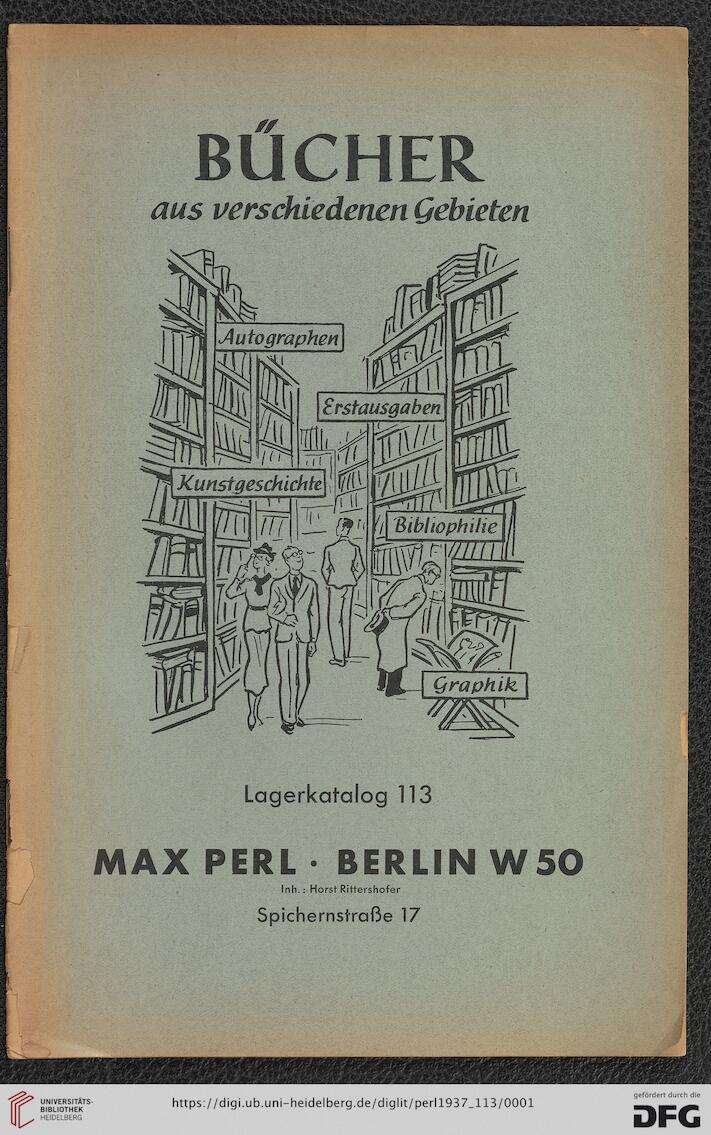 BÜCHER
aus verschiedenen Gebieten
Autographen
Erstausgaben
Kunstgeschichte
Bibliophilie
Graphik
Lagerkatalog 113
MAX PERL · BERLIN W 50
Inh.: Horst Rittershofer
Spichernstraße 17
UNIVERSITÄTS-
BIBLIOTHEK
HEIDELBERG
https://digi.ub.uni-heidelberg.de/diglit/perl1937_113/0001
gefördert durch die
DFG